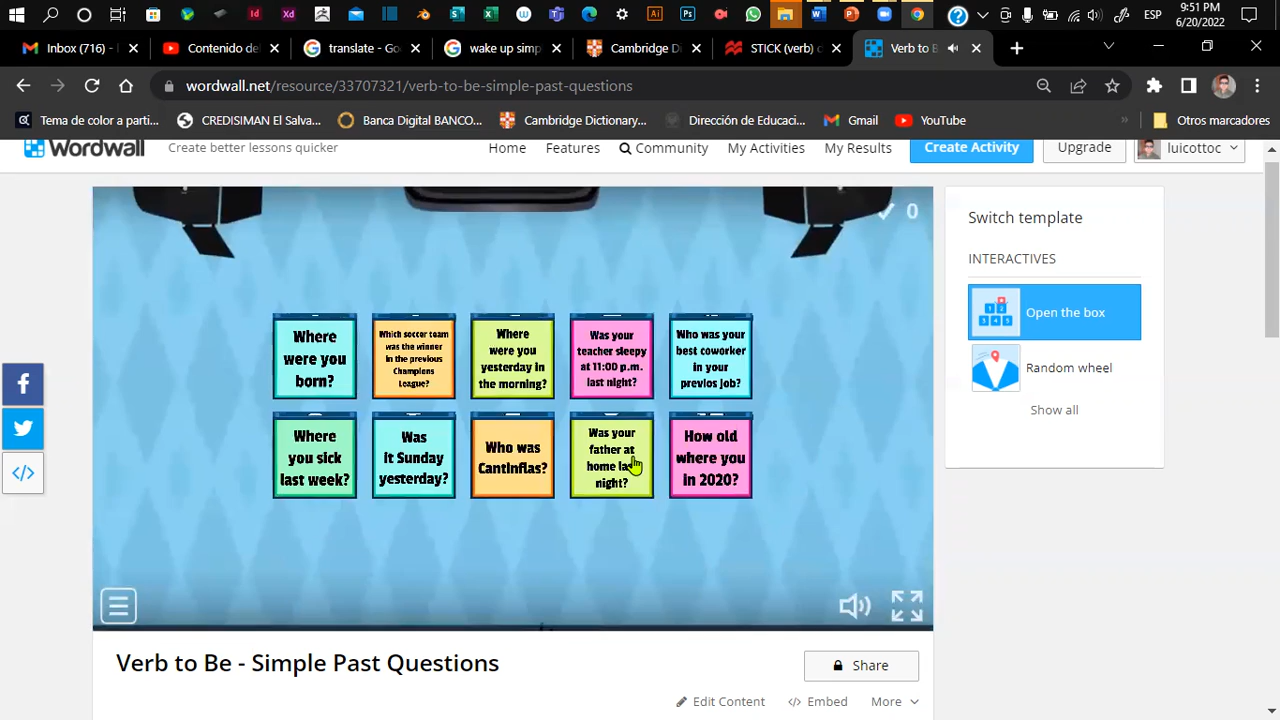 9:51 PM
ESP
6/20/2022
Inbox (716) -
Contenido de
translate - Go
wake up simp
Cambridge Di
STICK (verb) c
Verb to B
wordwall.net/resource/33707321/verb-to-be-simple-past-questions
Tema de color a parti...
CREDISIMAN El Salva...
Banca Digital BANCO...
Cambridge Dictionary...
Dirección de Educaci...
Gmail
YouTube
Otros marcadores
Wordwall
Create better lessons quicker
Home
Features
Community
My Activities
My Results
Create Activity
Upgrade
luicottoc
0
Where
were you
born?
Which soccer team
was the winner
in the previous
Champions
League?
Where
were you
yesterday in
the morning?
Was your
teacher sleepy
at 11:00 p.m.
last night?
Who was your
best coworker
in your
previos job?
Where
you sick
last week?
Was
it Sunday
yesterday?
Who was
Cantinflas?
Was your
father at
home las
night?
How old
where you
in 2020?
Switch template
INTERACTIVES
Open the box
Random wheel
Show all
Verb to Be - Simple Past Questions
Share
Edit Content
Embed
More